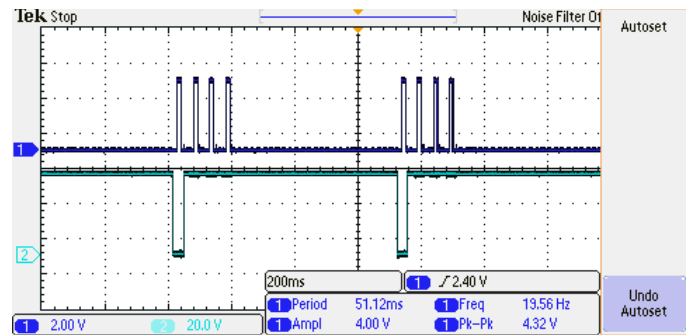 Tek Stop Noise Filter Of
Autoset
1
2
200ms 1 2.40 V
1 Period 51.12ms 1 Freq 19.56 Hz
1 Ampl 4.00 V 1 Pk-Pk 4.32 V
1 2.00 V 2 20.0 V
Undo
Autoset